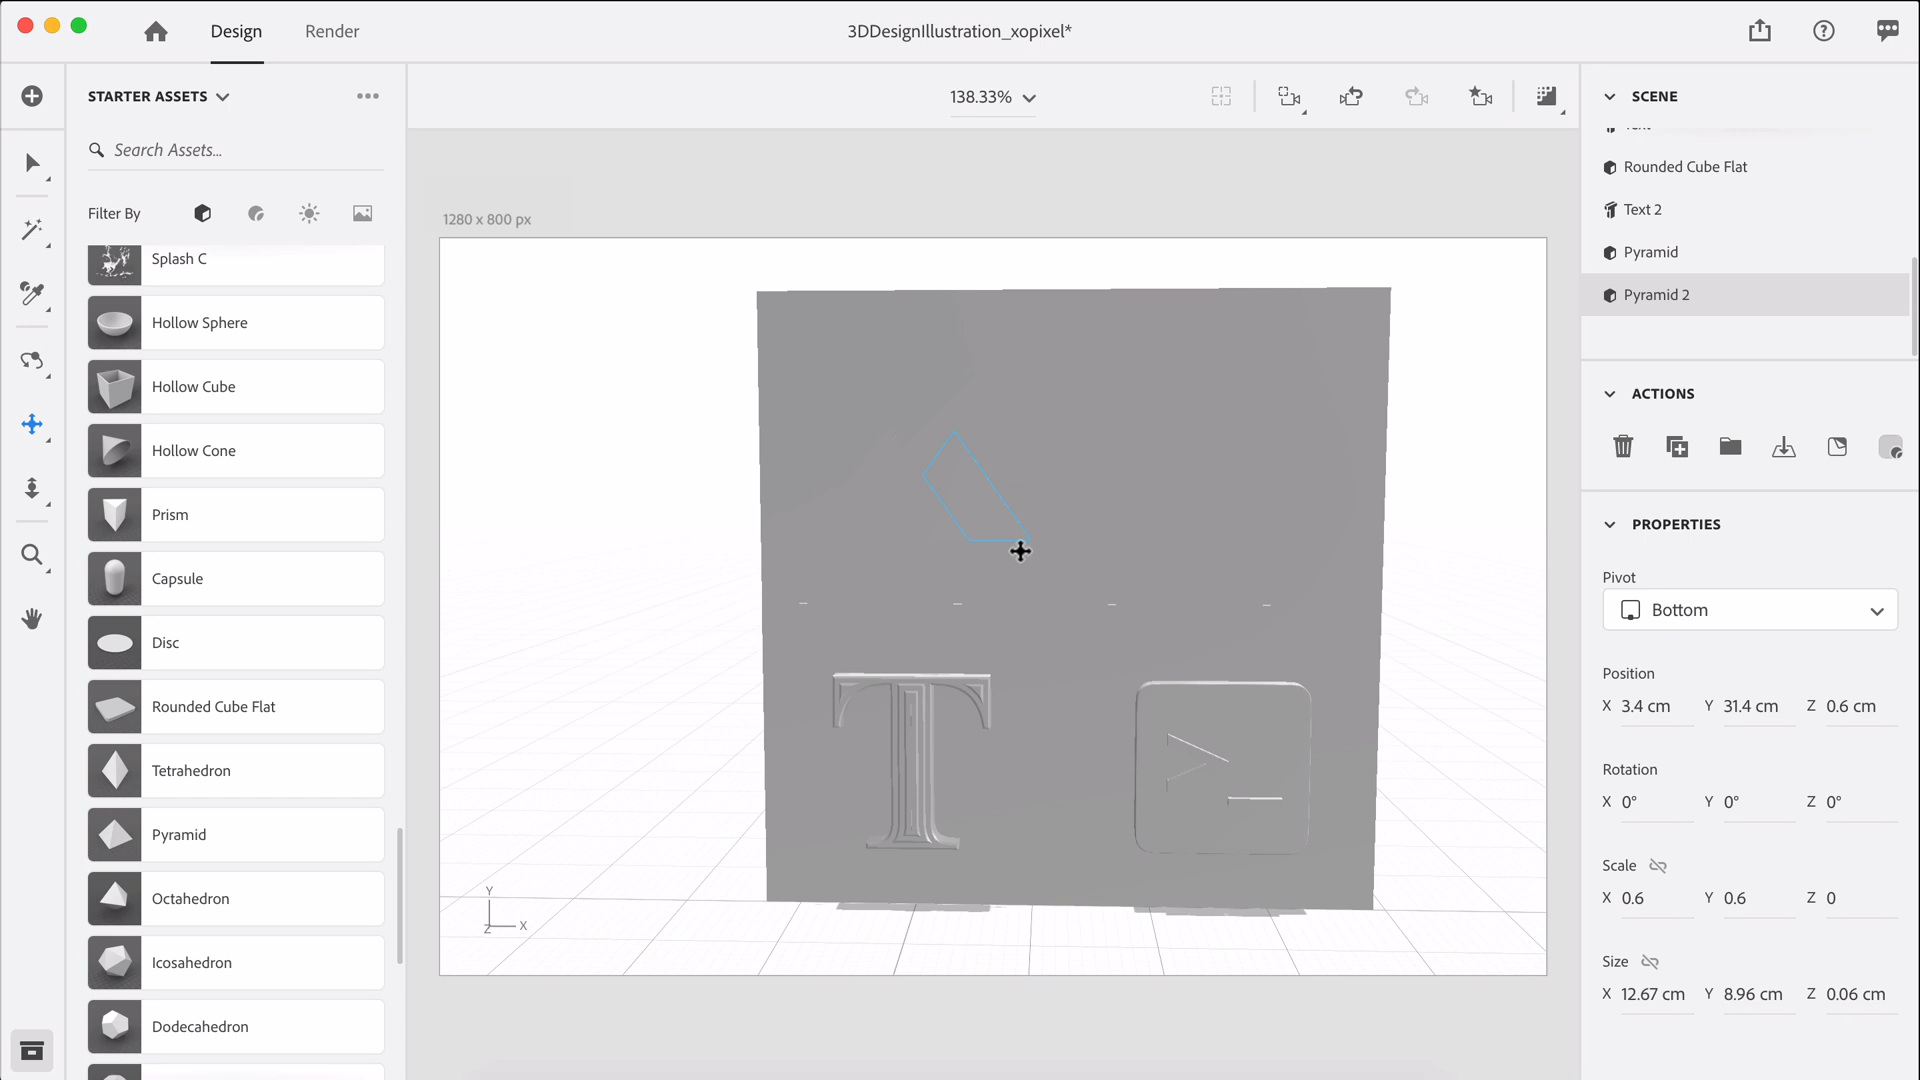 Design
Render
3DDesignIllustration_xopixel*
STARTER ASSETS
138.33%
SCENE
Search Assets...
Text
Rounded Cube Flat
Filter By
Text 2
1280 x 800 px
Splash C
Pyramid
Pyramid 2
Hollow Sphere
Hollow Cube
ACTIONS
Hollow Cone
Prism
PROPERTIES
Capsule
Pivot
Bottom
Disc
Position
Rounded Cube Flat
X 3.4 cm Y 31.4 cm Z 0.6 cm
T
>_
Tetrahedron
Rotation
X 0° Y 0° Z 0°
Pyramid
Scale
Octahedron
X 0.6 Y 0.6 Z 0
Y
Z X
Icosahedron
Size
X 12.67 cm Y 8.96 cm Z 0.06 cm
Dodecahedron